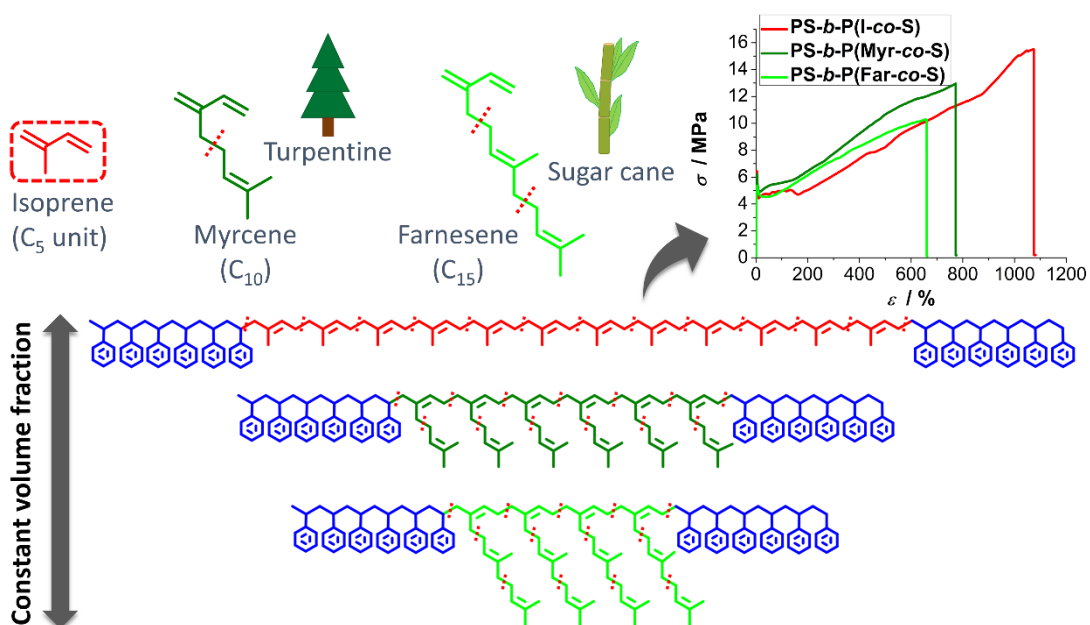 Isoprene
(C5 unit)
Myrcene
(C10)
Turpentine
Farnesene
(C15)
Sugar cane
PS-b-P(I-co-S)
PS-b-P(Myr-co-S)
PS-b-P(Far-co-S)
σ / MPa
16
14
12
10
8
6
4
2
0
0 200 400 600 800 1000 1200
ε / %
Constant volume fraction